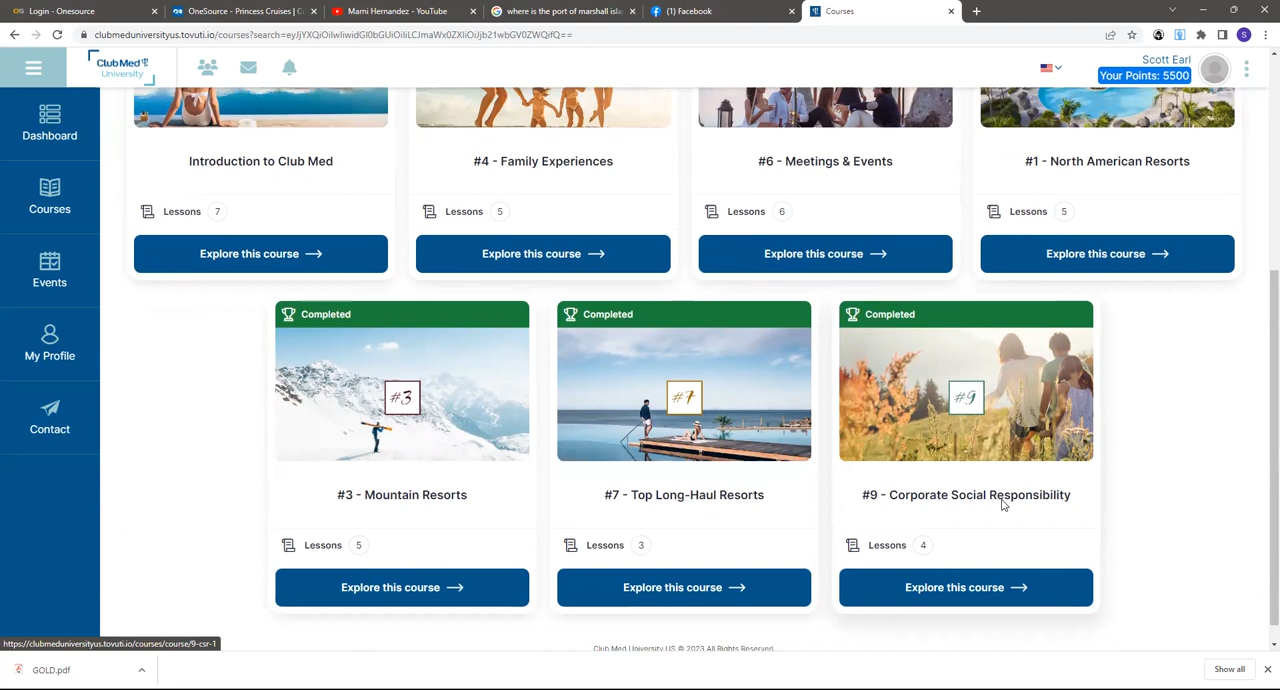 Login - Onesource
OneSource - Princess Cruises | C
Marni Hernandez - YouTube
where is the port of marshall isla
(1) Facebook
Courses
clubmeduniversityus.tovuti.io/courses?search=eyJjYXQiOiIwIiwidGl0bGUiOiIiLCJmaWx0ZXIiOiJjb21wbGV0ZWQifQ==
S
Club Med
University
Scott Earl
Your Points: 5500
Dashboard
Courses
Events
My Profile
Contact
Introduction to Club Med
#4 - Family Experiences
#6 - Meetings & Events
#1 - North American Resorts
Lessons 7
Lessons 5
Lessons 6
Lessons 5
Explore this course
Explore this course
Explore this course
Explore this course
Completed
Completed
Completed
#3
#7
#9
#3 - Mountain Resorts
#7 - Top Long-Haul Resorts
#9 - Corporate Social Responsibility
Lessons 5
Lessons 3
Lessons 4
Explore this course
Explore this course
Explore this course
https://clubmeduniversityus.tovuti.io/courses/course/9-csr-1
Club Med University US © 2023 All Rights Reserved
GOLD.pdf
Show all